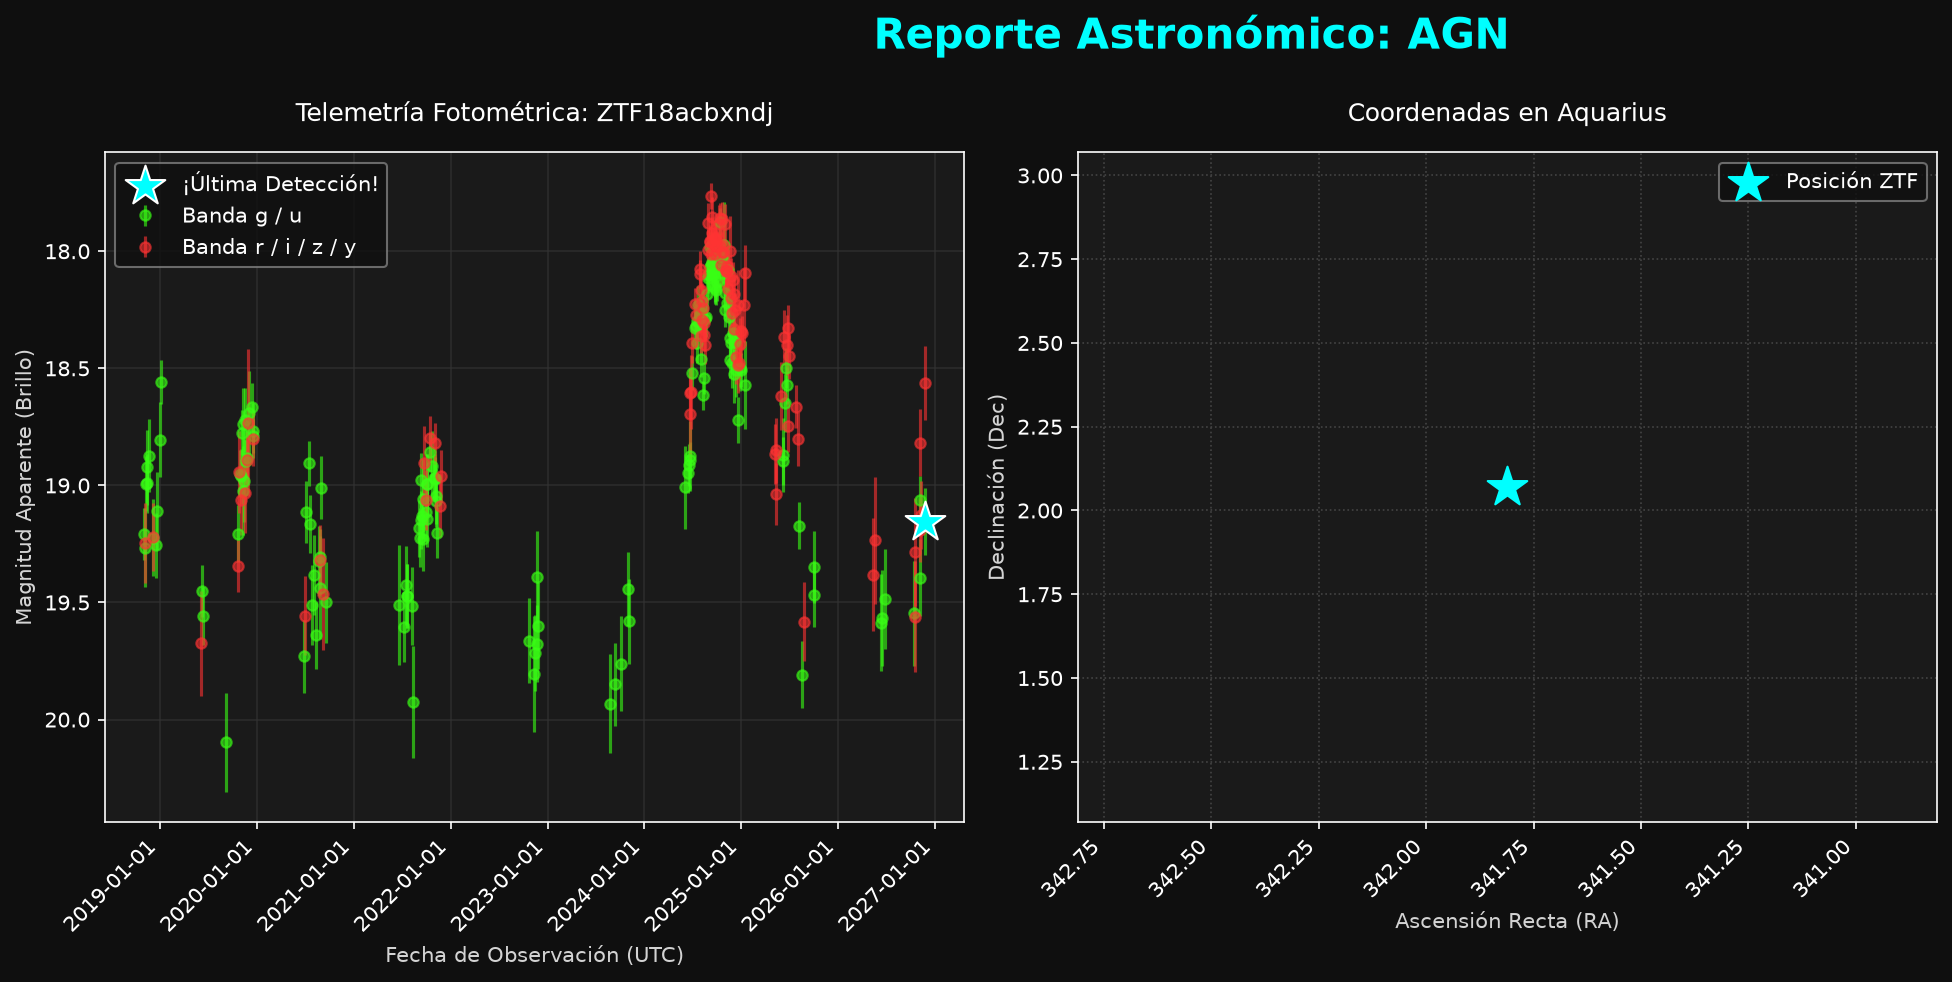 Reporte Astronómico: AGN
Telemetría Fotométrica: ZTF18acbxndj
¡Última Detección!
Banda g / u
Banda r / i / z / y
Magnitud Aparente (Brillo)
18.0
18.5
19.0
19.5
20.0
2019-01-01
2020-01-01
2021-01-01
2022-01-01
2023-01-01
2024-01-01
2025-01-01
2026-01-01
2027-01-01
Fecha de Observación (UTC)
Coordenadas en Aquarius
Posición ZTF
Declinación (Dec)
3.00
2.75
2.50
2.25
2.00
1.75
1.50
1.25
342.75
342.50
342.25
342.00
341.75
341.50
341.25
341.00
Ascensión Recta (RA)